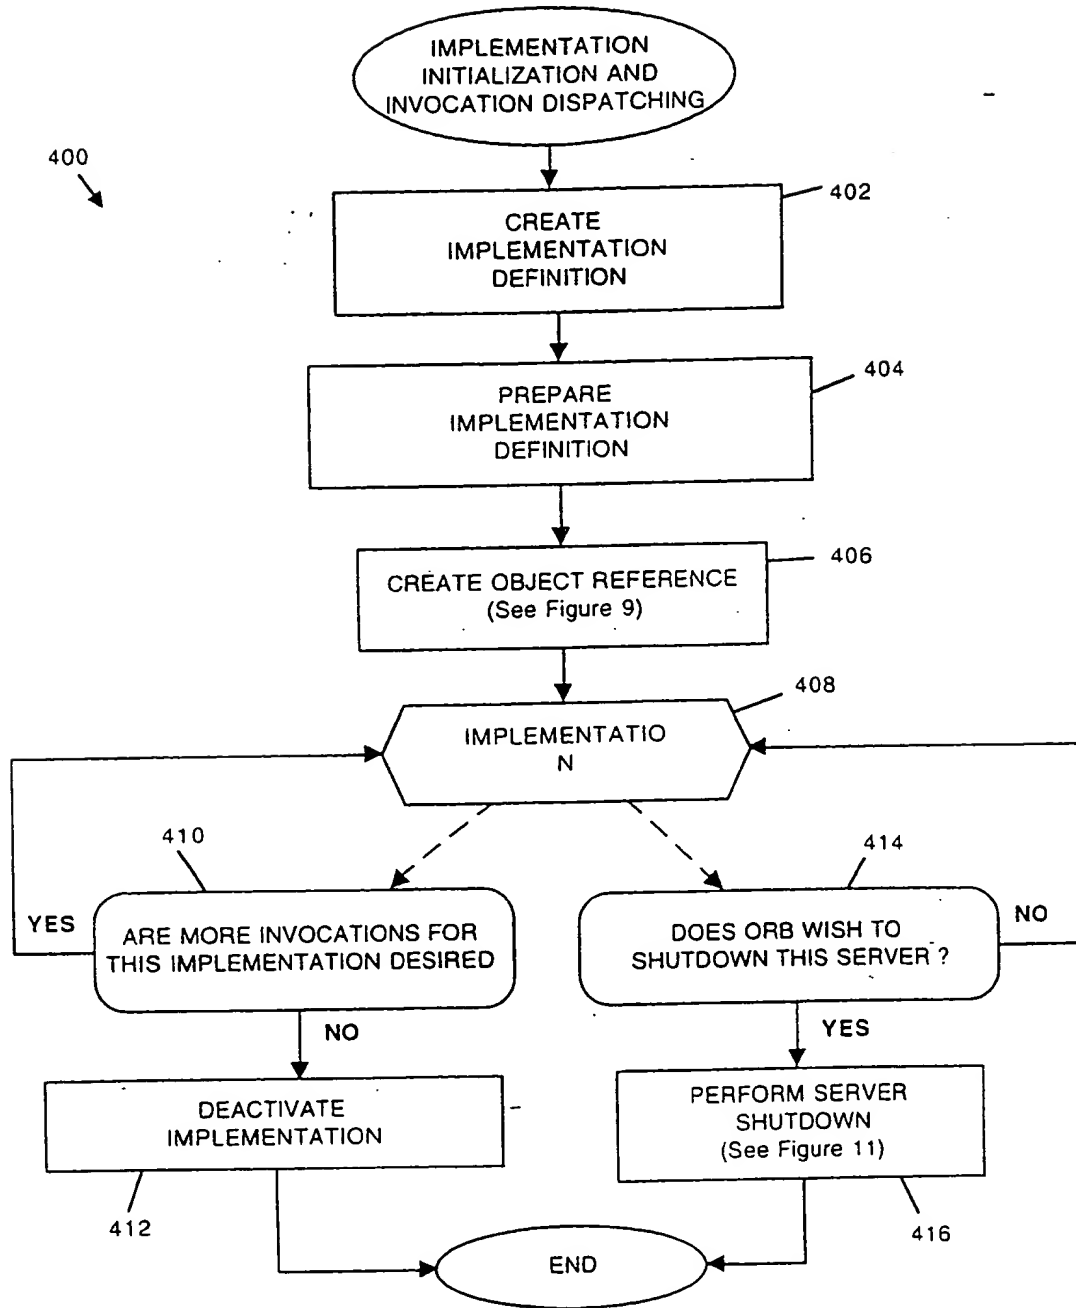 IMPLEMENTATION
INITIALIZATION AND
INVOCATION DISPATCHING
400
402
CREATE
IMPLEMENTATION
DEFINITION
404
PREPARE
IMPLEMENTATION
DEFINITION
406
CREATE OBJECT REFERENCE
(See Figure 9)
408
IMPLEMENTATIO
N
410
414
YES
ARE MORE INVOCATIONS FOR
THIS IMPLEMENTATION DESIRED
DOES ORB WISH TO
SHUTDOWN THIS SERVER ?
NO
NO
YES
DEACTIVATE
IMPLEMENTATION
PERFORM SERVER
SHUTDOWN
(See Figure 11)
412
416
END